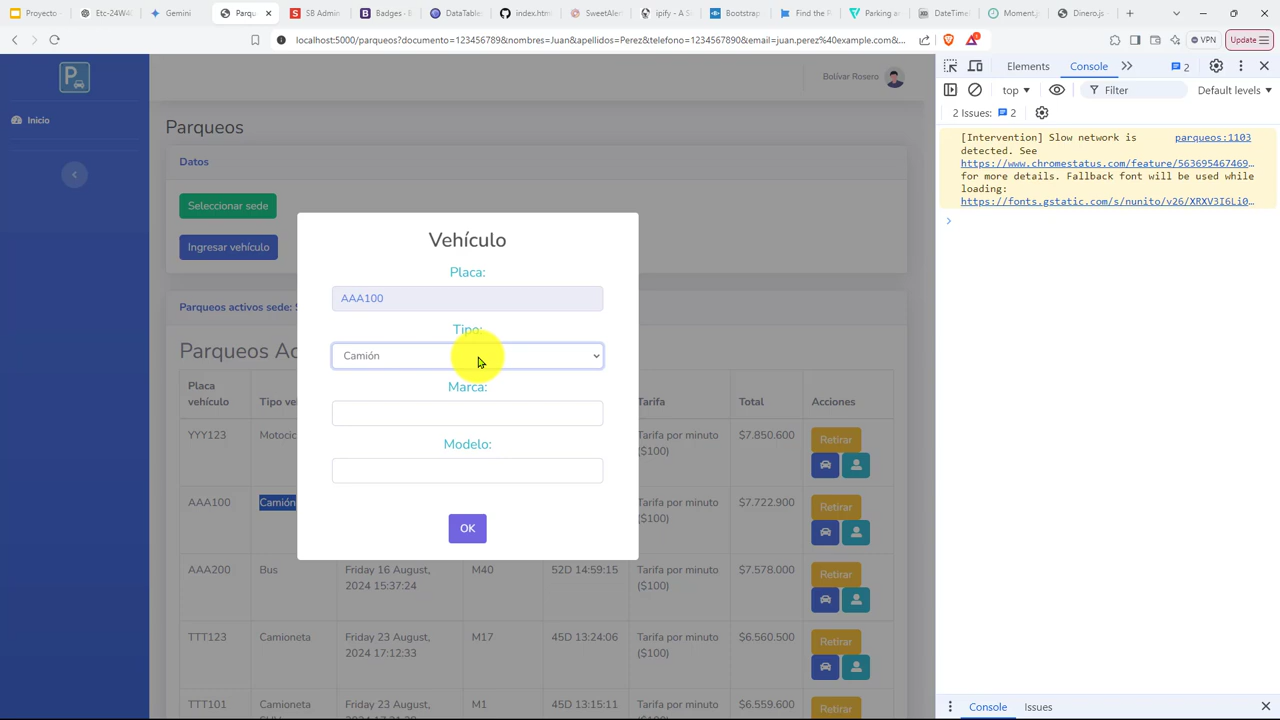 Proyecto -
Etc-24W4
Gemini
Parqu
SB Admin
Badges - B
DataTable
index.htm
SweetAler
ipify - A S
Bootstrap
Find the F
Parking ar
DateTime
Moment.j
Dinero.js -
localhost:5000/parqueos?documento=123456789&nombres=Juan&apellidos=Perez&telefono=1234567890&email=juan.perez%40example.com&...
VPN
Update
P
Bolívar Rosero
Inicio
Parqueos
Datos
Seleccionar sede
Ingresar vehículo
Parqueos activos sede: S
Parqueos Ac
Placa vehículo
Tipo ve
Tarifa
Total
Acciones
YYY123
Motocic
Tarifa por minuto
($100)
$7.850.600
Retirar
AAA100
Camión
Tarifa por minuto
($100)
$7.722.900
Retirar
AAA200
Bus
Friday 16 August,
2024 15:37:24
M40
52D 14:59:15
Tarifa por minuto
($100)
$7.578.000
Retirar
TTT123
Camioneta
Friday 23 August,
2024 17:12:33
M17
45D 13:24:06
Tarifa por minuto
($100)
$6.560.500
Retirar
TTT101
Camioneta
M1
45D 13:15:11
Tarifa por minuto
$6.559.600
Retirar
Vehículo
Placa:
AAA100
Tipo:
Camión
Marca:
Modelo:
OK
Elements
Console
2
top
Filter
Default levels
2 Issues:
2
[Intervention] Slow network is
parqueos:1103
detected. See
https://www.chromestatus.com/feature/563695467469…
for more details. Fallback font will be used while
loading:
https://fonts.gstatic.com/s/nunito/v26/XRXV3I6Li0…
Console
Issues